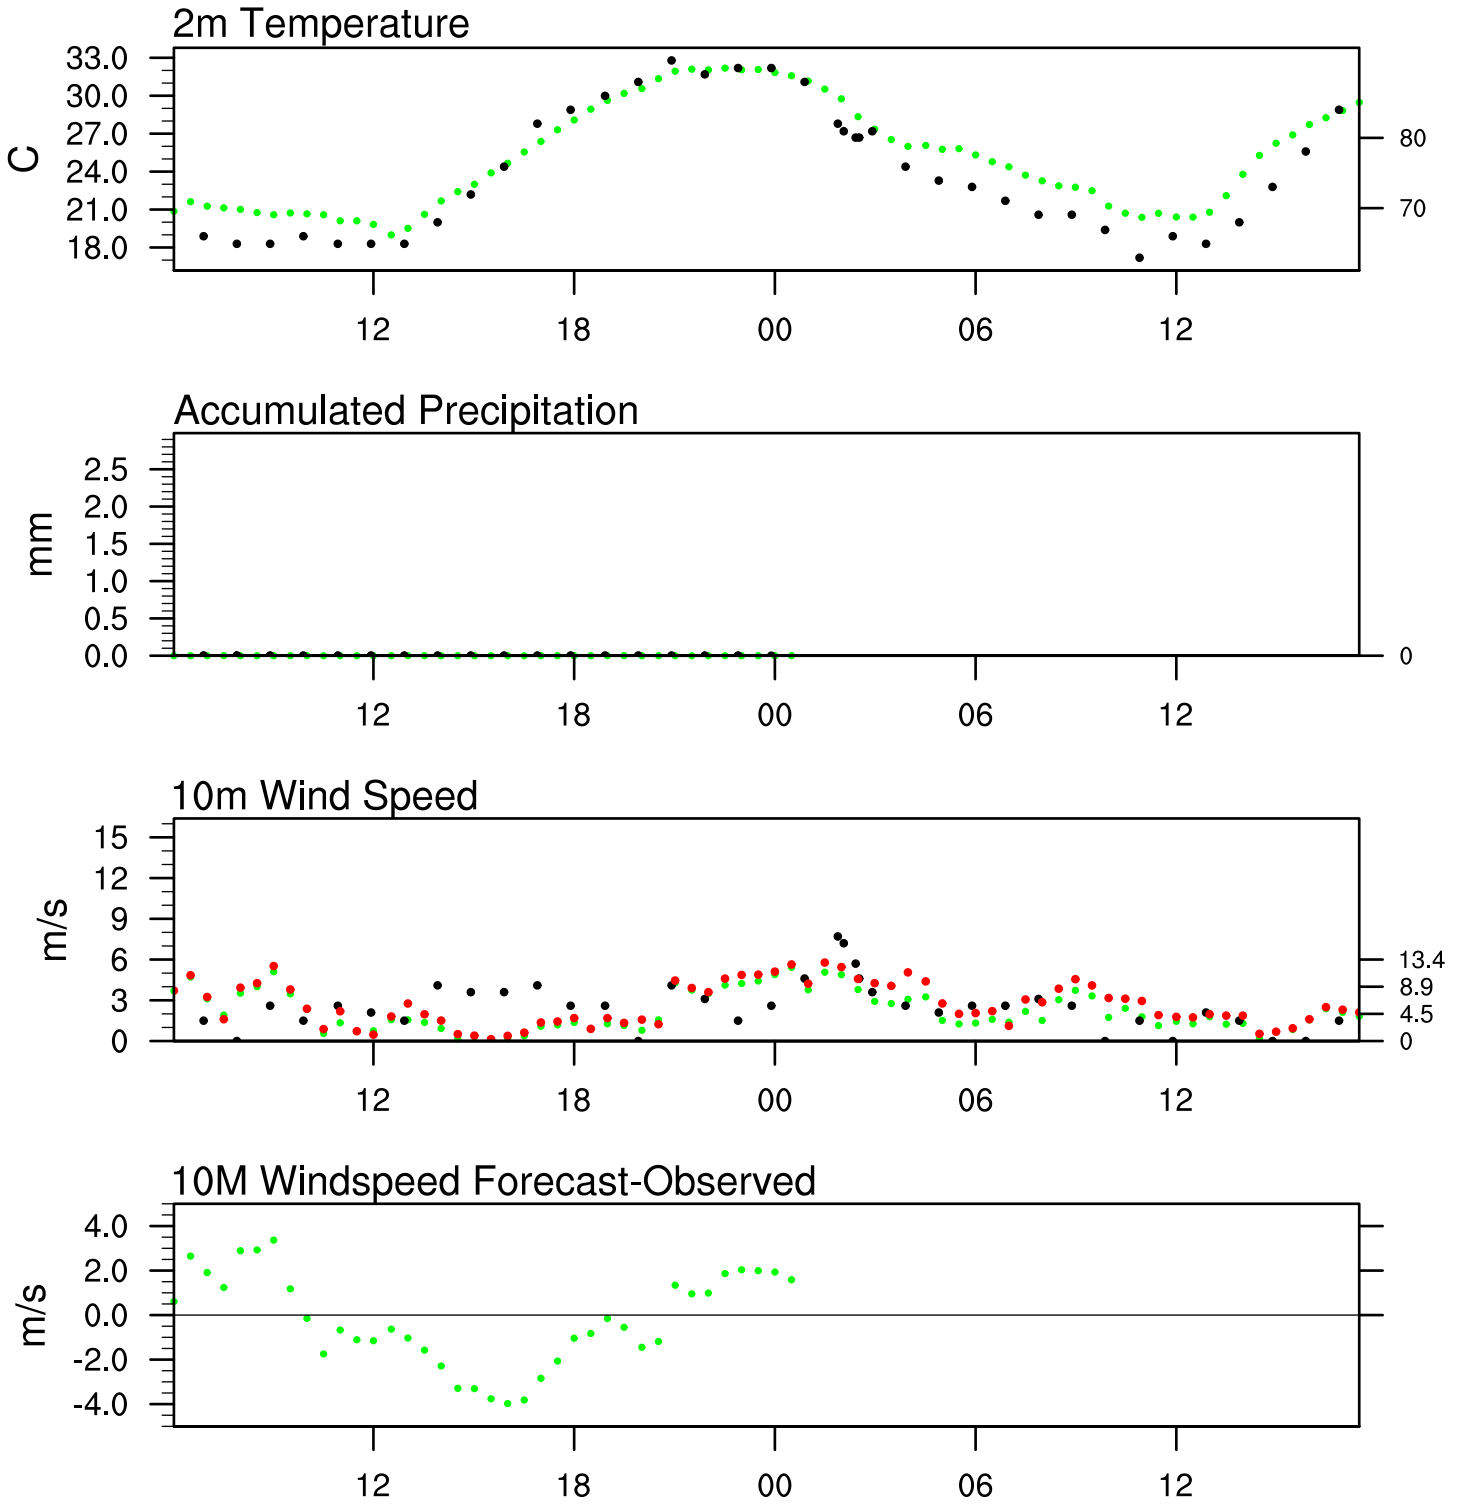 2m Temperature
33.0
30.0
27.0
24.0
21.0
18.0
C
80
70
12 18 00 06 12
Accumulated Precipitation
2.5
2.0
1.5
1.0
0.5
0.0
mm
0
12 18 00 06 12
10m Wind Speed
15
12
9
6
3
0
m/s
13.4
8.9
4.5
0
12 18 00 06 12
10M Windspeed Forecast-Observed
4.0
2.0
0.0
-2.0
-4.0
m/s
12 18 00 06 12